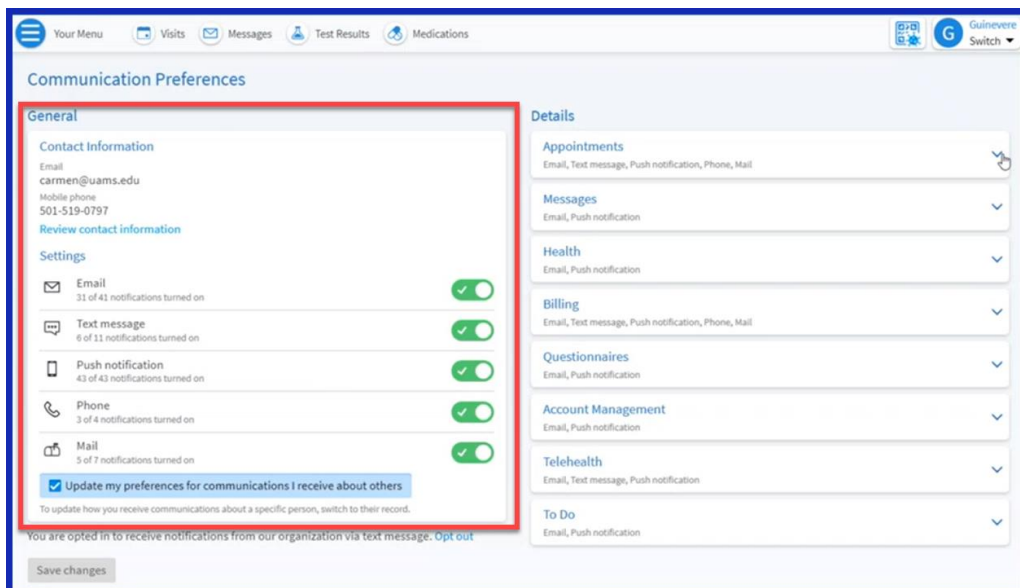 Your Menu
Visits
Messages
Test Results
Medications
G
Guinevere
Switch
Communication Preferences
General
Contact Information
Email
carmen@uams.edu
Mobile phone
501-519-0797
Review contact information
Settings
Email
31 of 41 notifications turned on
Text message
6 of 11 notifications turned on
Push notification
43 of 43 notifications turned on
Phone
3 of 4 notifications turned on
Mail
5 of 7 notifications turned on
Update my preferences for communications I receive about others
To update how you receive communications about a specific person, switch to their record.
You are opted in to receive notifications from our organization via text message. Opt out
Save changes
Details
Appointments
Email, Text message, Push notification, Phone, Mail
Messages
Email, Push notification
Health
Email, Push notification
Billing
Email, Text message, Push notification, Phone, Mail
Questionnaires
Email, Push notification
Account Management
Email, Push notification
Telehealth
Email, Text message, Push notification
To Do
Email, Push notification